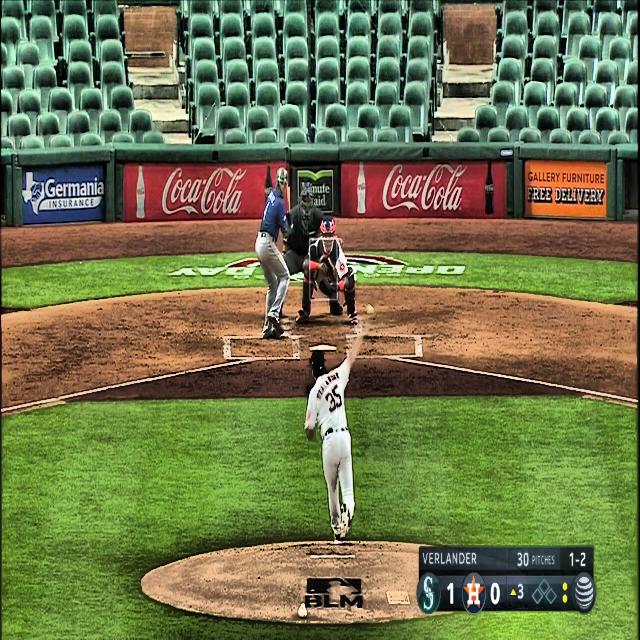 Germania
INSURANCE
Coca-Cola
Minute
Maid
Coca-Cola
GALLERY FURNITURE
FREE DELIVERY
OPENING DAY
35
BLM
VERLANDER 30 PITCHES 1-2
S 1 H 0 ▲3